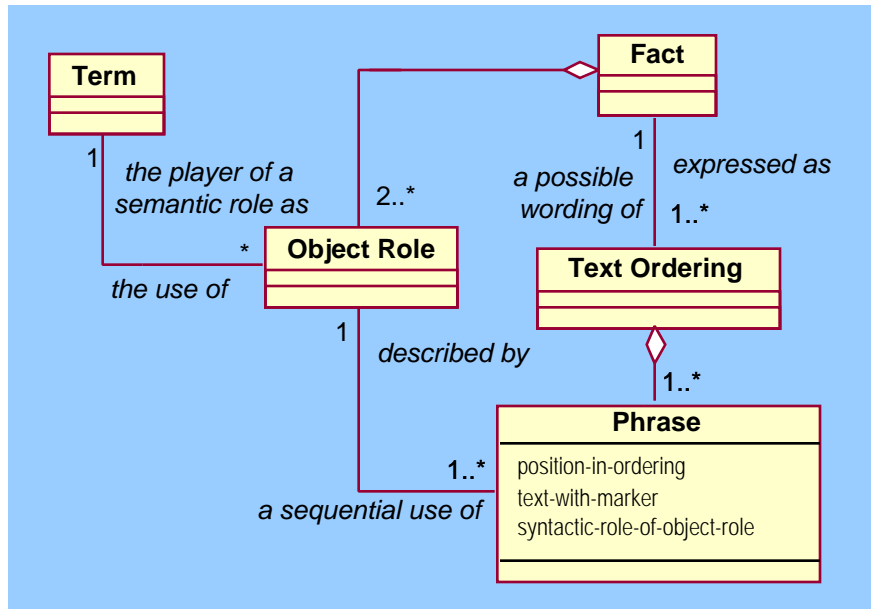 Term
Fact
1
the player of a
semantic role as
2..*
1
a possible
wording of
expressed as
1..*
*
the use of
Object Role
Text Ordering
1
described by
1..*
Phrase
position-in-ordering
text-with-marker
syntactic-role-of-object-role
1..*
a sequential use of